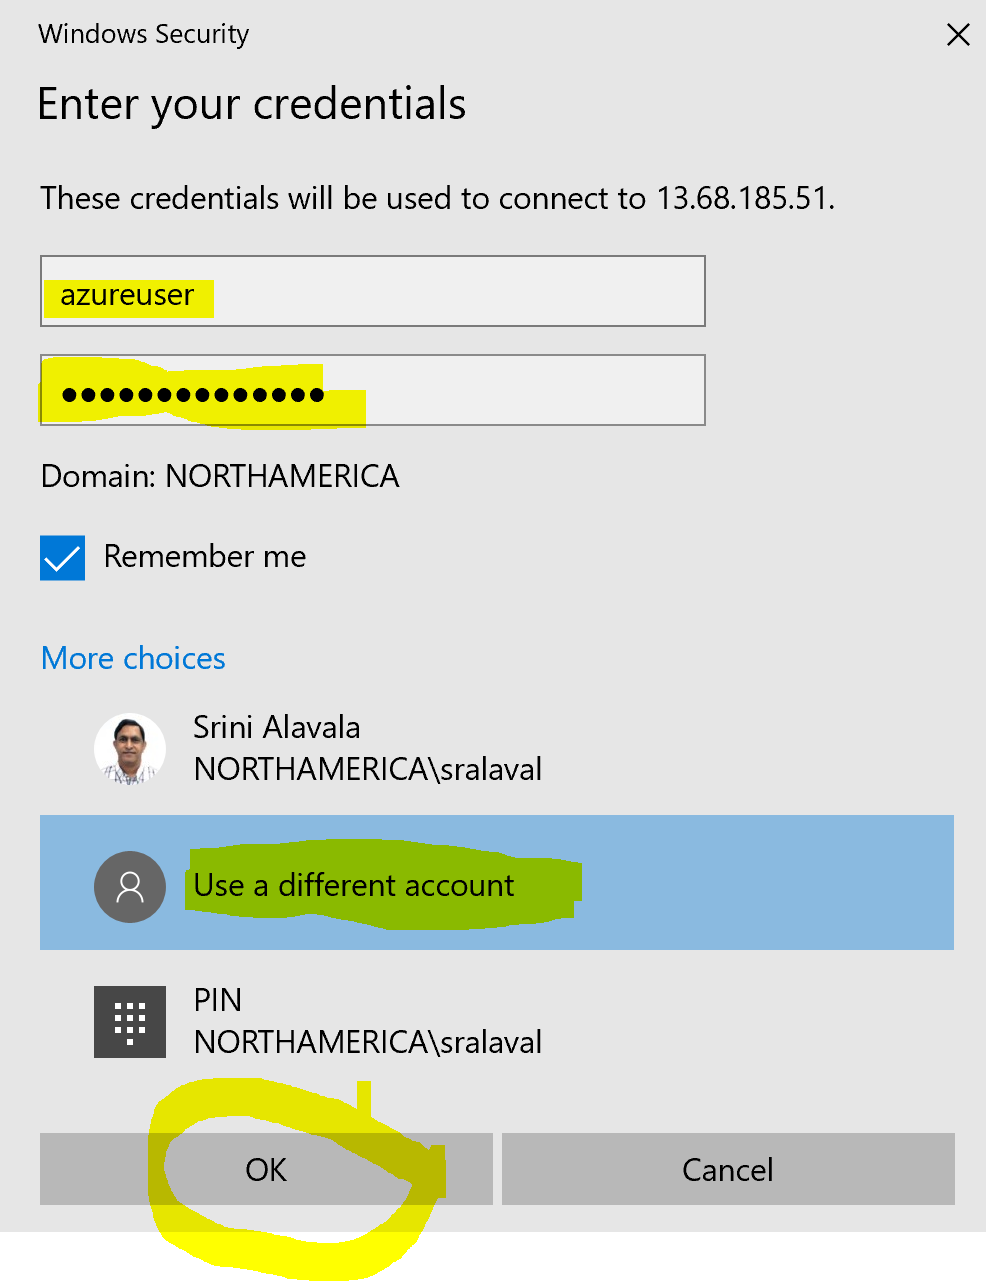 Windows Security
Enter your credentials
These credentials will be used to connect to 13.68.185.51.
azureuser
●●●●●●●●●●●●●●
Domain: NORTHAMERICA
Remember me
More choices
Srini Alavala
NORTHAMERICA\sralaval
Use a different account
PIN
NORTHAMERICA\sralaval
OK
Cancel